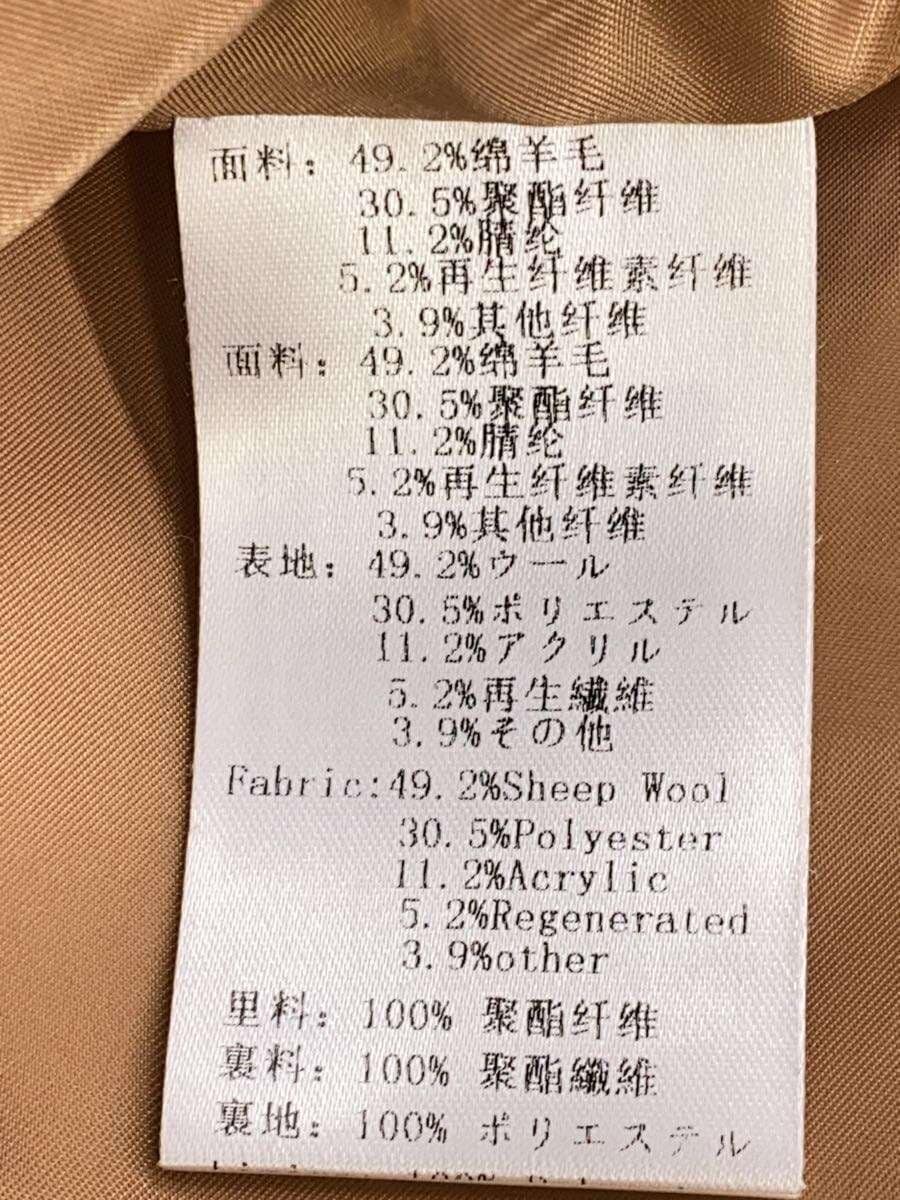 面料：49.2%绵羊毛
30.5%聚酯纤维
11.2%腈纶
5.2%再生纤维素纤维
3.9%其他纤维
面料：49.2%绵羊毛
30.5%聚酯纤维
11.2%腈纶
5.2%再生纤维素纤维
3.9%其他纤维
表地：49.2%ウール
30.5%ポリエステル
11.2%アクリル
5.2%再生繊維
3.9%その他
Fabric:49.2%Sheep Wool
30.5%Polyester
11.2%Acrylic
5.2%Regenerated
3.9%other
里料：100% 聚酯纤维
裏料：100% 聚酯纖維
裏地：100% ポリエステル